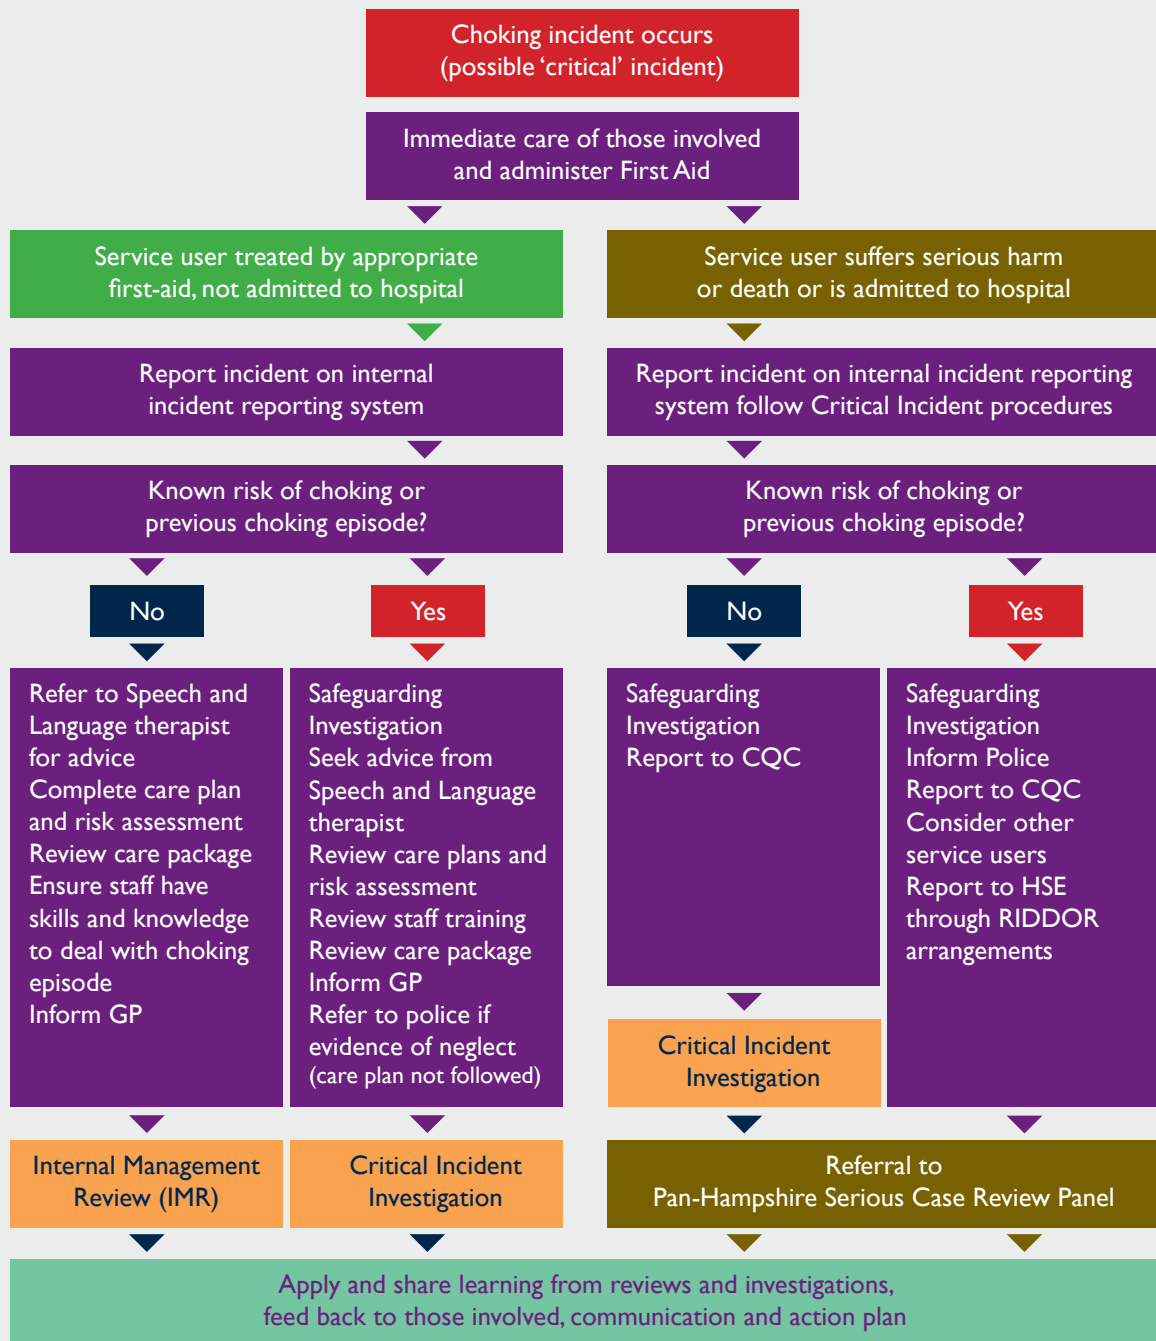 Choking incident occurs
(possible ‘critical’ incident)
Immediate care of those involved
and administer First Aid
Service user treated by appropriate
first-aid, not admitted to hospital
Service user suffers serious harm
or death or is admitted to hospital
Report incident on internal
incident reporting system
Report incident on internal incident reporting
system follow Critical Incident procedures
Known risk of choking or
previous choking episode?
Known risk of choking or
previous choking episode?
No
Yes
No
Yes
Refer to Speech and
Language therapist
for advice
Complete care plan
and risk assessment
Review care package
Ensure staff have
skills and knowledge
to deal with choking
episode
Inform GP
Safeguarding
Investigation
Seek advice from
Speech and Language
therapist
Review care plans and
risk assessment
Review staff training
Review care package
Inform GP
Refer to police if
evidence of neglect
(care plan not followed)
Safeguarding
Investigation
Report to CQC
Safeguarding
Investigation
Inform Police
Report to CQC
Consider other
service users
Report to HSE
through RIDDOR
arrangements
Critical Incident
Investigation
Internal Management
Review (IMR)
Critical Incident
Investigation
Referral to
Pan-Hampshire Serious Case Review Panel
Apply and share learning from reviews and investigations,
feed back to those involved, communication and action plan